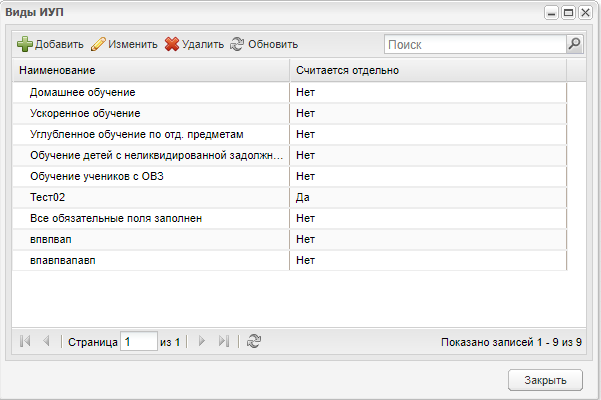 Виды ИУП
Добавить Изменить Удалить Обновить Поиск
Наименование Считается отдельно
Домашнее обучение Нет
Ускоренное обучение Нет
Углубленное обучение по отд. предметам Нет
Обучение детей с неликвидированной задолжн... Нет
Обучение учеников с ОВЗ Нет
Тест02 Да
Все обязательные поля заполнен Нет
впвпвап Нет
впавпвапавп Нет
Страница 1 из 1 Показано записей 1 - 9 из 9
Закрыть